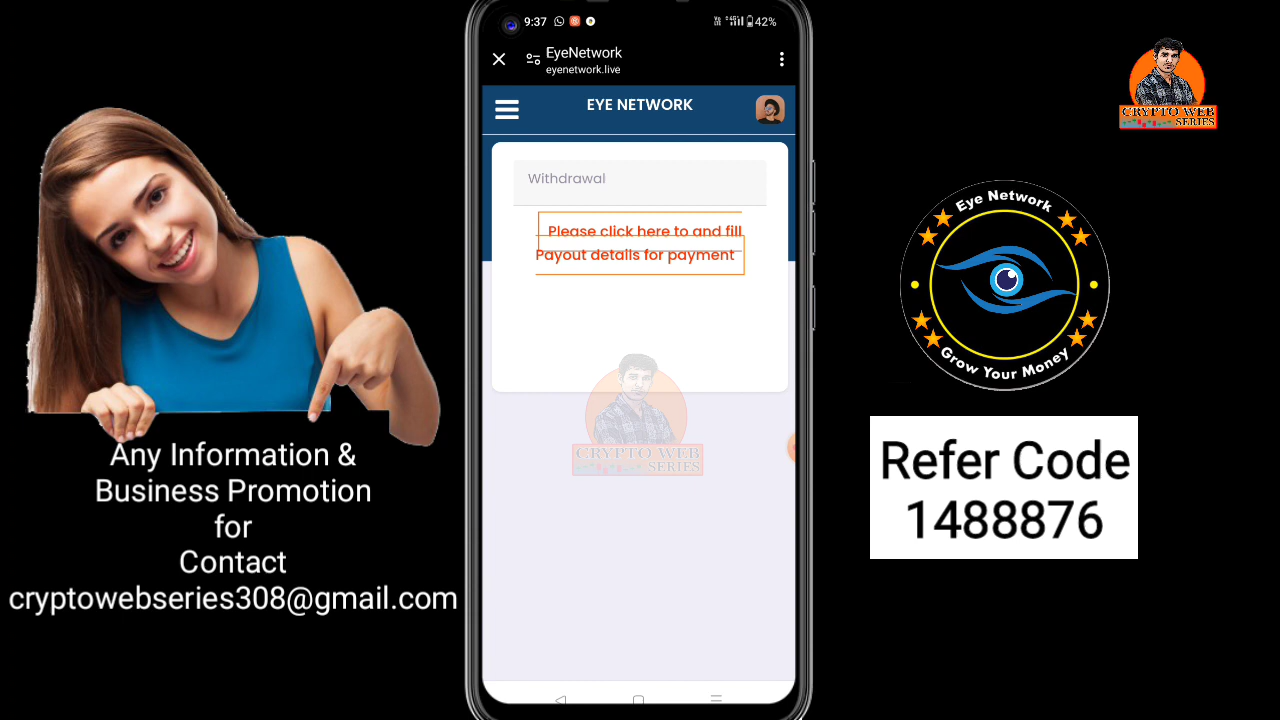 9:37
42%
EyeNetwork
eyenetwork.live
EYE NETWORK
Withdrawal
Please click here to and fill
Payout details for payment
CRYPTO WEB
SERIES
Any Information &
Business Promotion
for
Contact
cryptowebseries308@gmail.com
CRYPTO WEB
SERIES
Eye Network
Grow Your Money
Refer Code
1488876